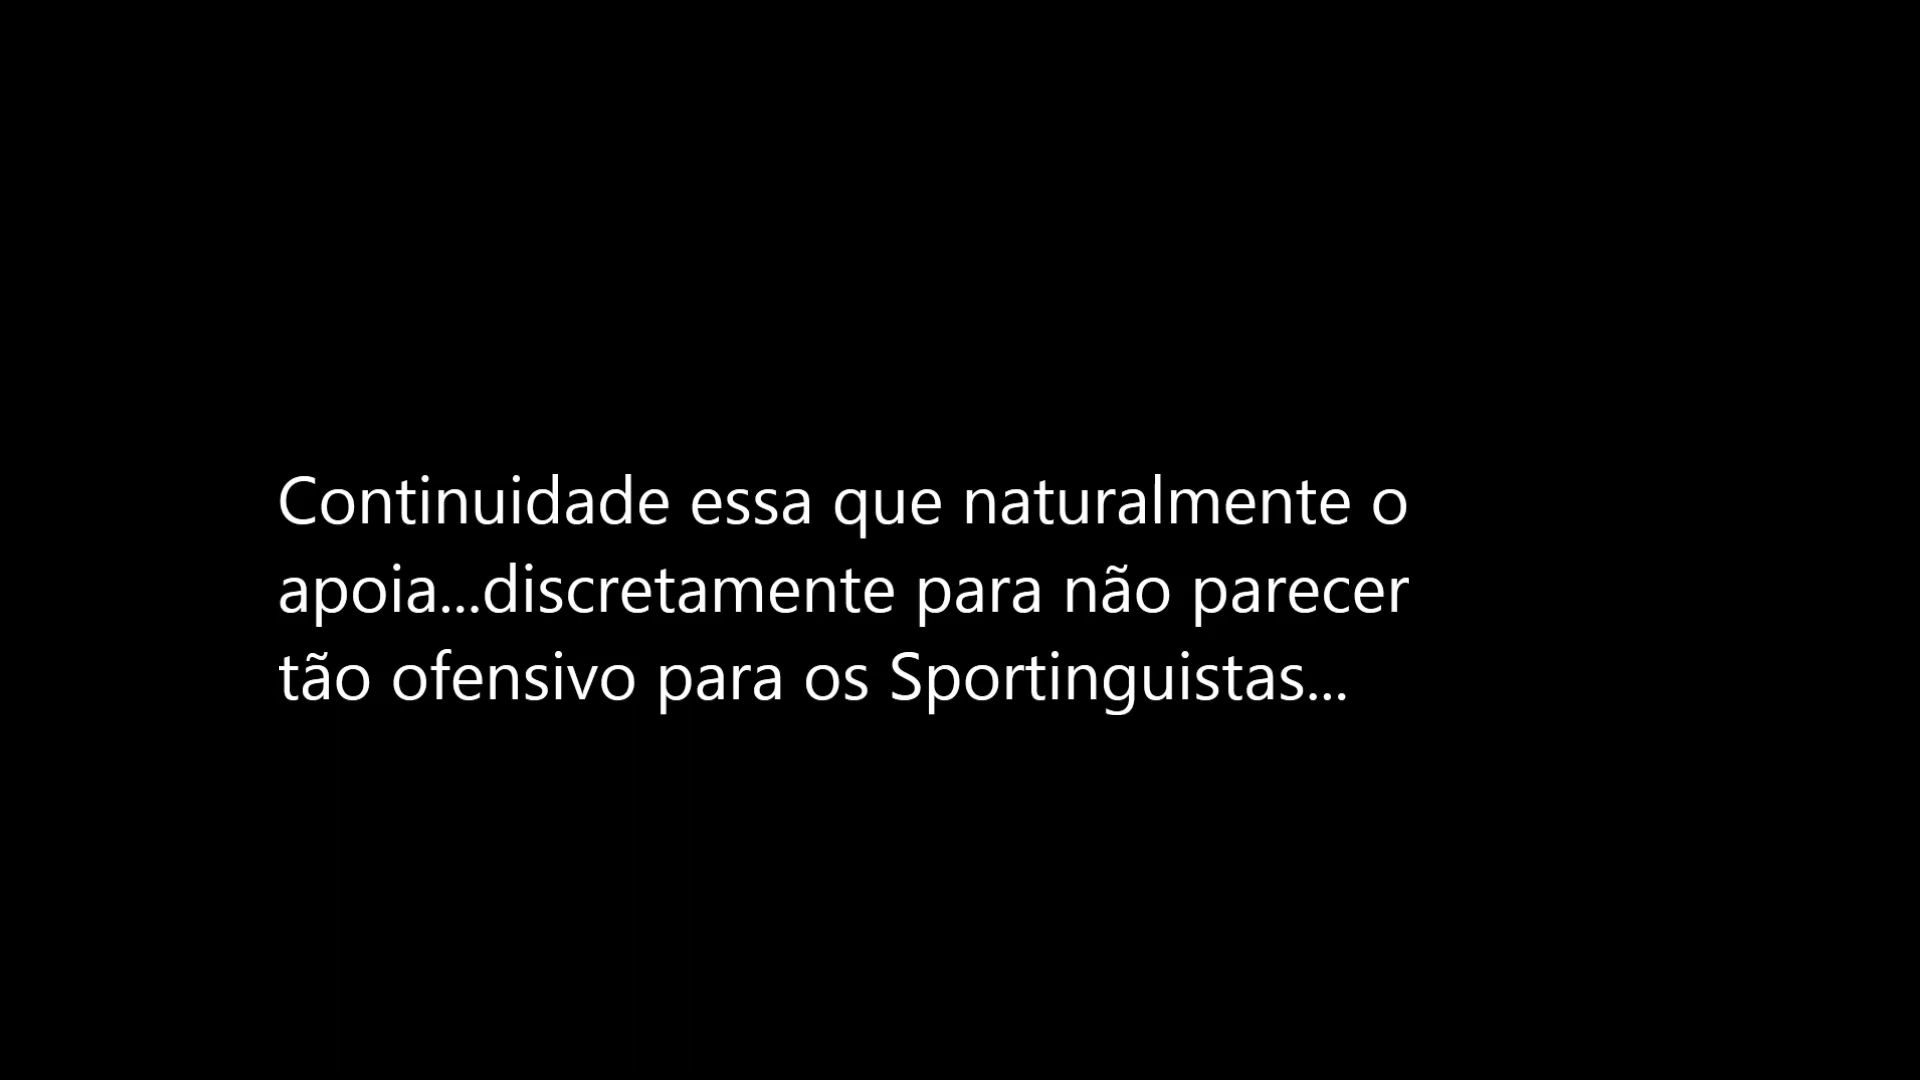 Continuidade essa que naturalmente o
apoia...discretamente para não parecer
tão ofensivo para os Sportinguistas...